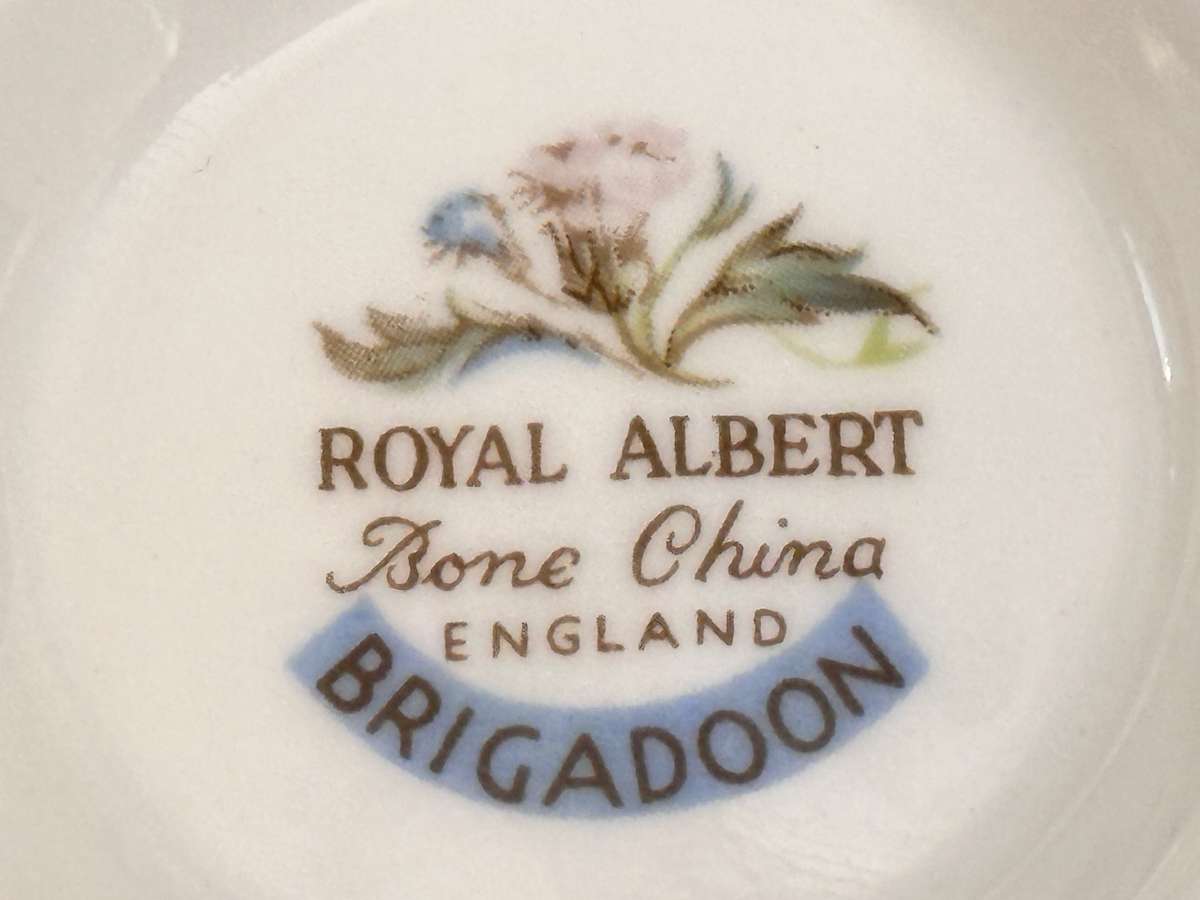 ROYAL ALBERT
Bone China
ENGLAND
BRIGADOON